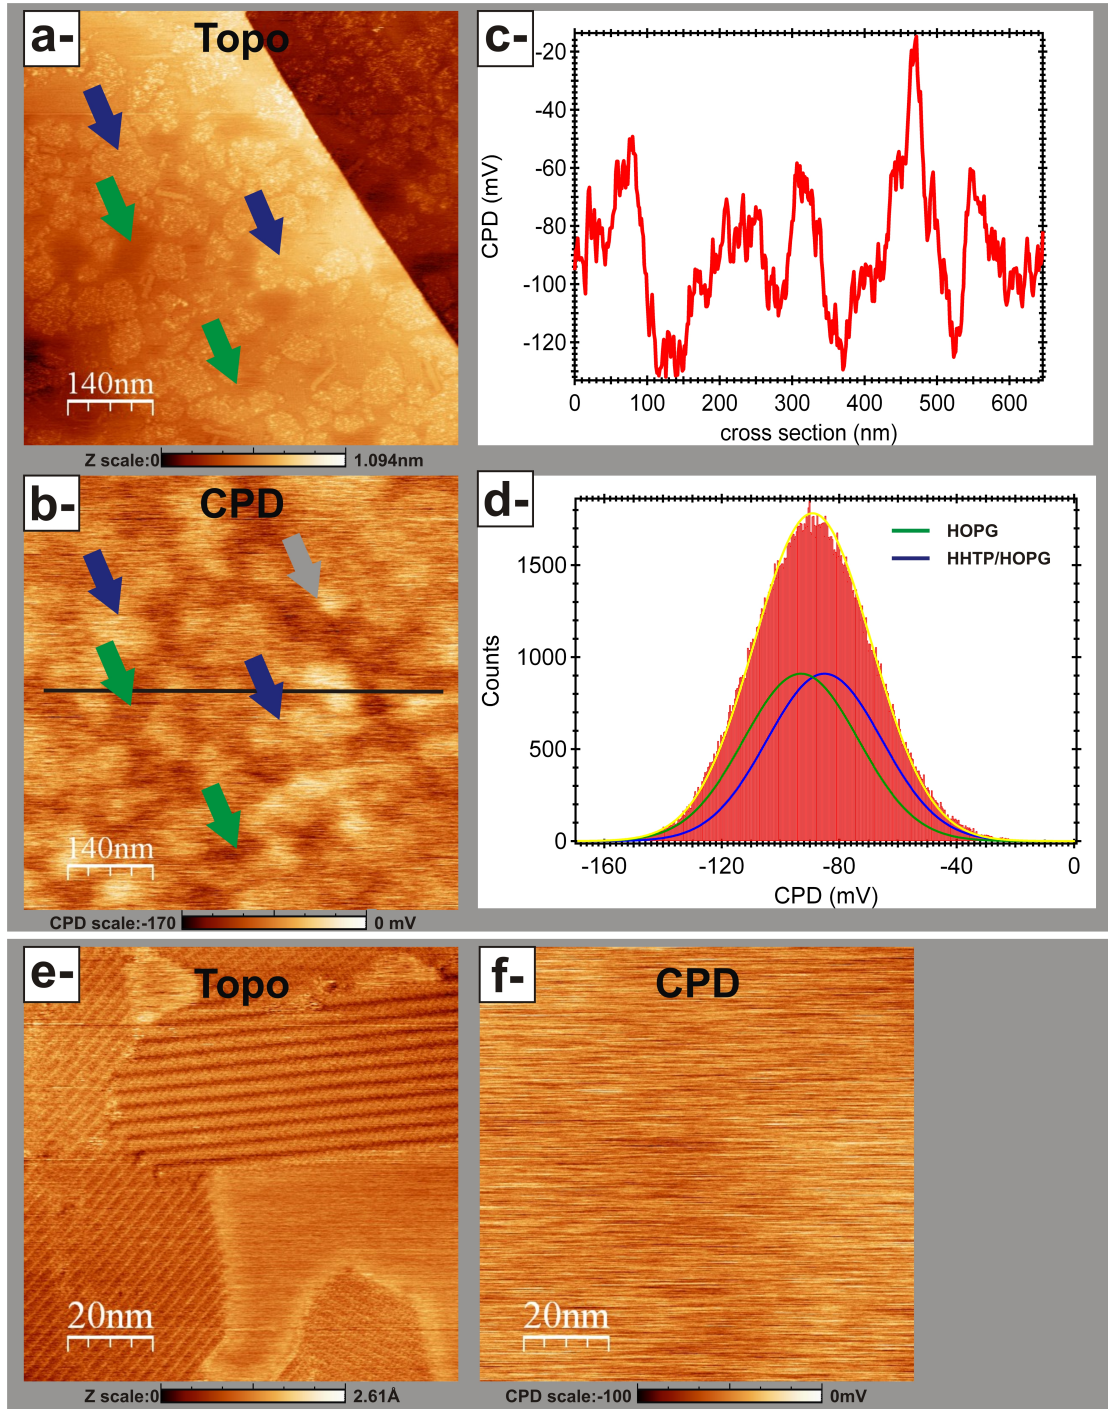 a-
Topo
140nm
Z scale:0
1.094nm
b-
CPD
140nm
CPD scale:-170
0 mV
c-
-20
-40
-60
-80
-100
-120
CPD (mV)
0 100 200 300 400 500 600
cross section (nm)
d-
HOPG
HHTP/HOPG
1500
1000
500
0
Counts
-160 -120 -80 -40 0
CPD (mV)
e-
Topo
20nm
Z scale:0
2.61Å
f-
CPD
20nm
CPD scale:-100
0mV